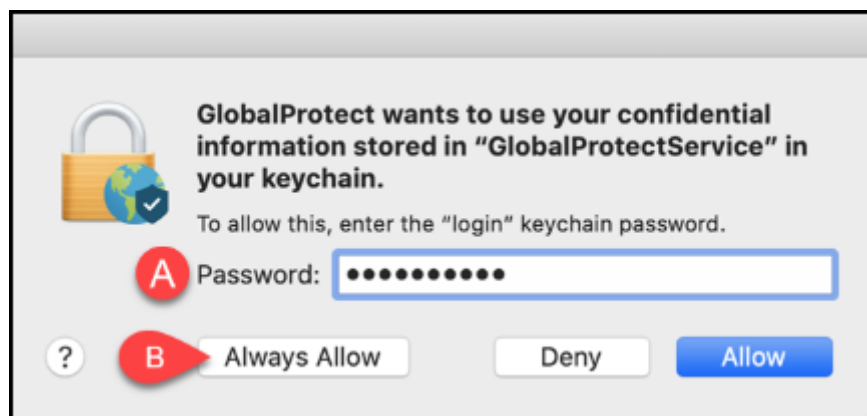 GlobalProtect wants to use your confidential
information stored in “GlobalProtectService” in
your keychain.
To allow this, enter the “login” keychain password.
A Password: ••••••••••
? B Always Allow Deny Allow